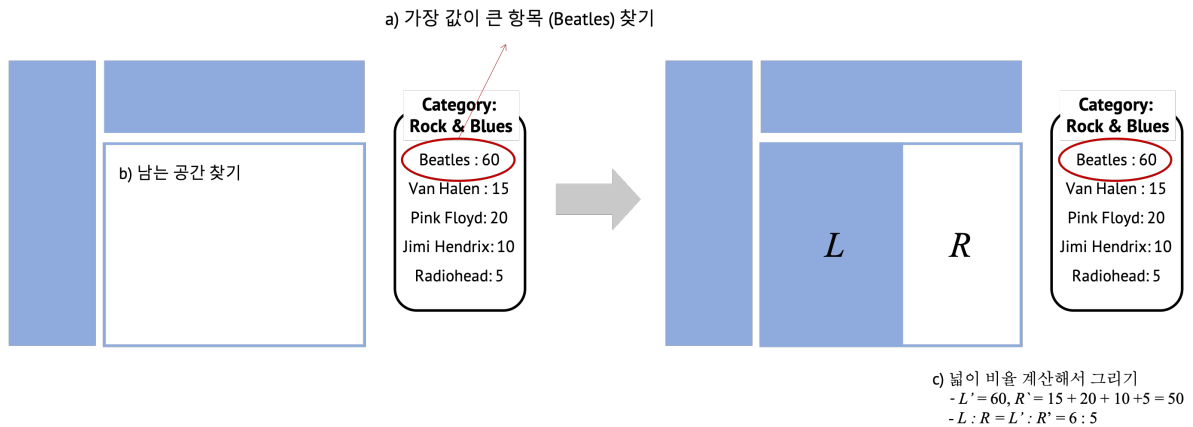 a) 가장 값이 큰 항목 (Beatles) 찾기
b) 남는 공간 찾기
Category:
Rock & Blues
Beatles : 60
Van Halen : 15
Pink Floyd: 20
Jimi Hendrix: 10
Radiohead: 5
L
R
Category:
Rock & Blues
Beatles : 60
Van Halen : 15
Pink Floyd: 20
Jimi Hendrix: 10
Radiohead: 5
c) 넓이 비율 계산해서 그리기
- L’ = 60, R` = 15 + 20 + 10 +5 = 50
- L : R = L’ : R’ = 6 : 5